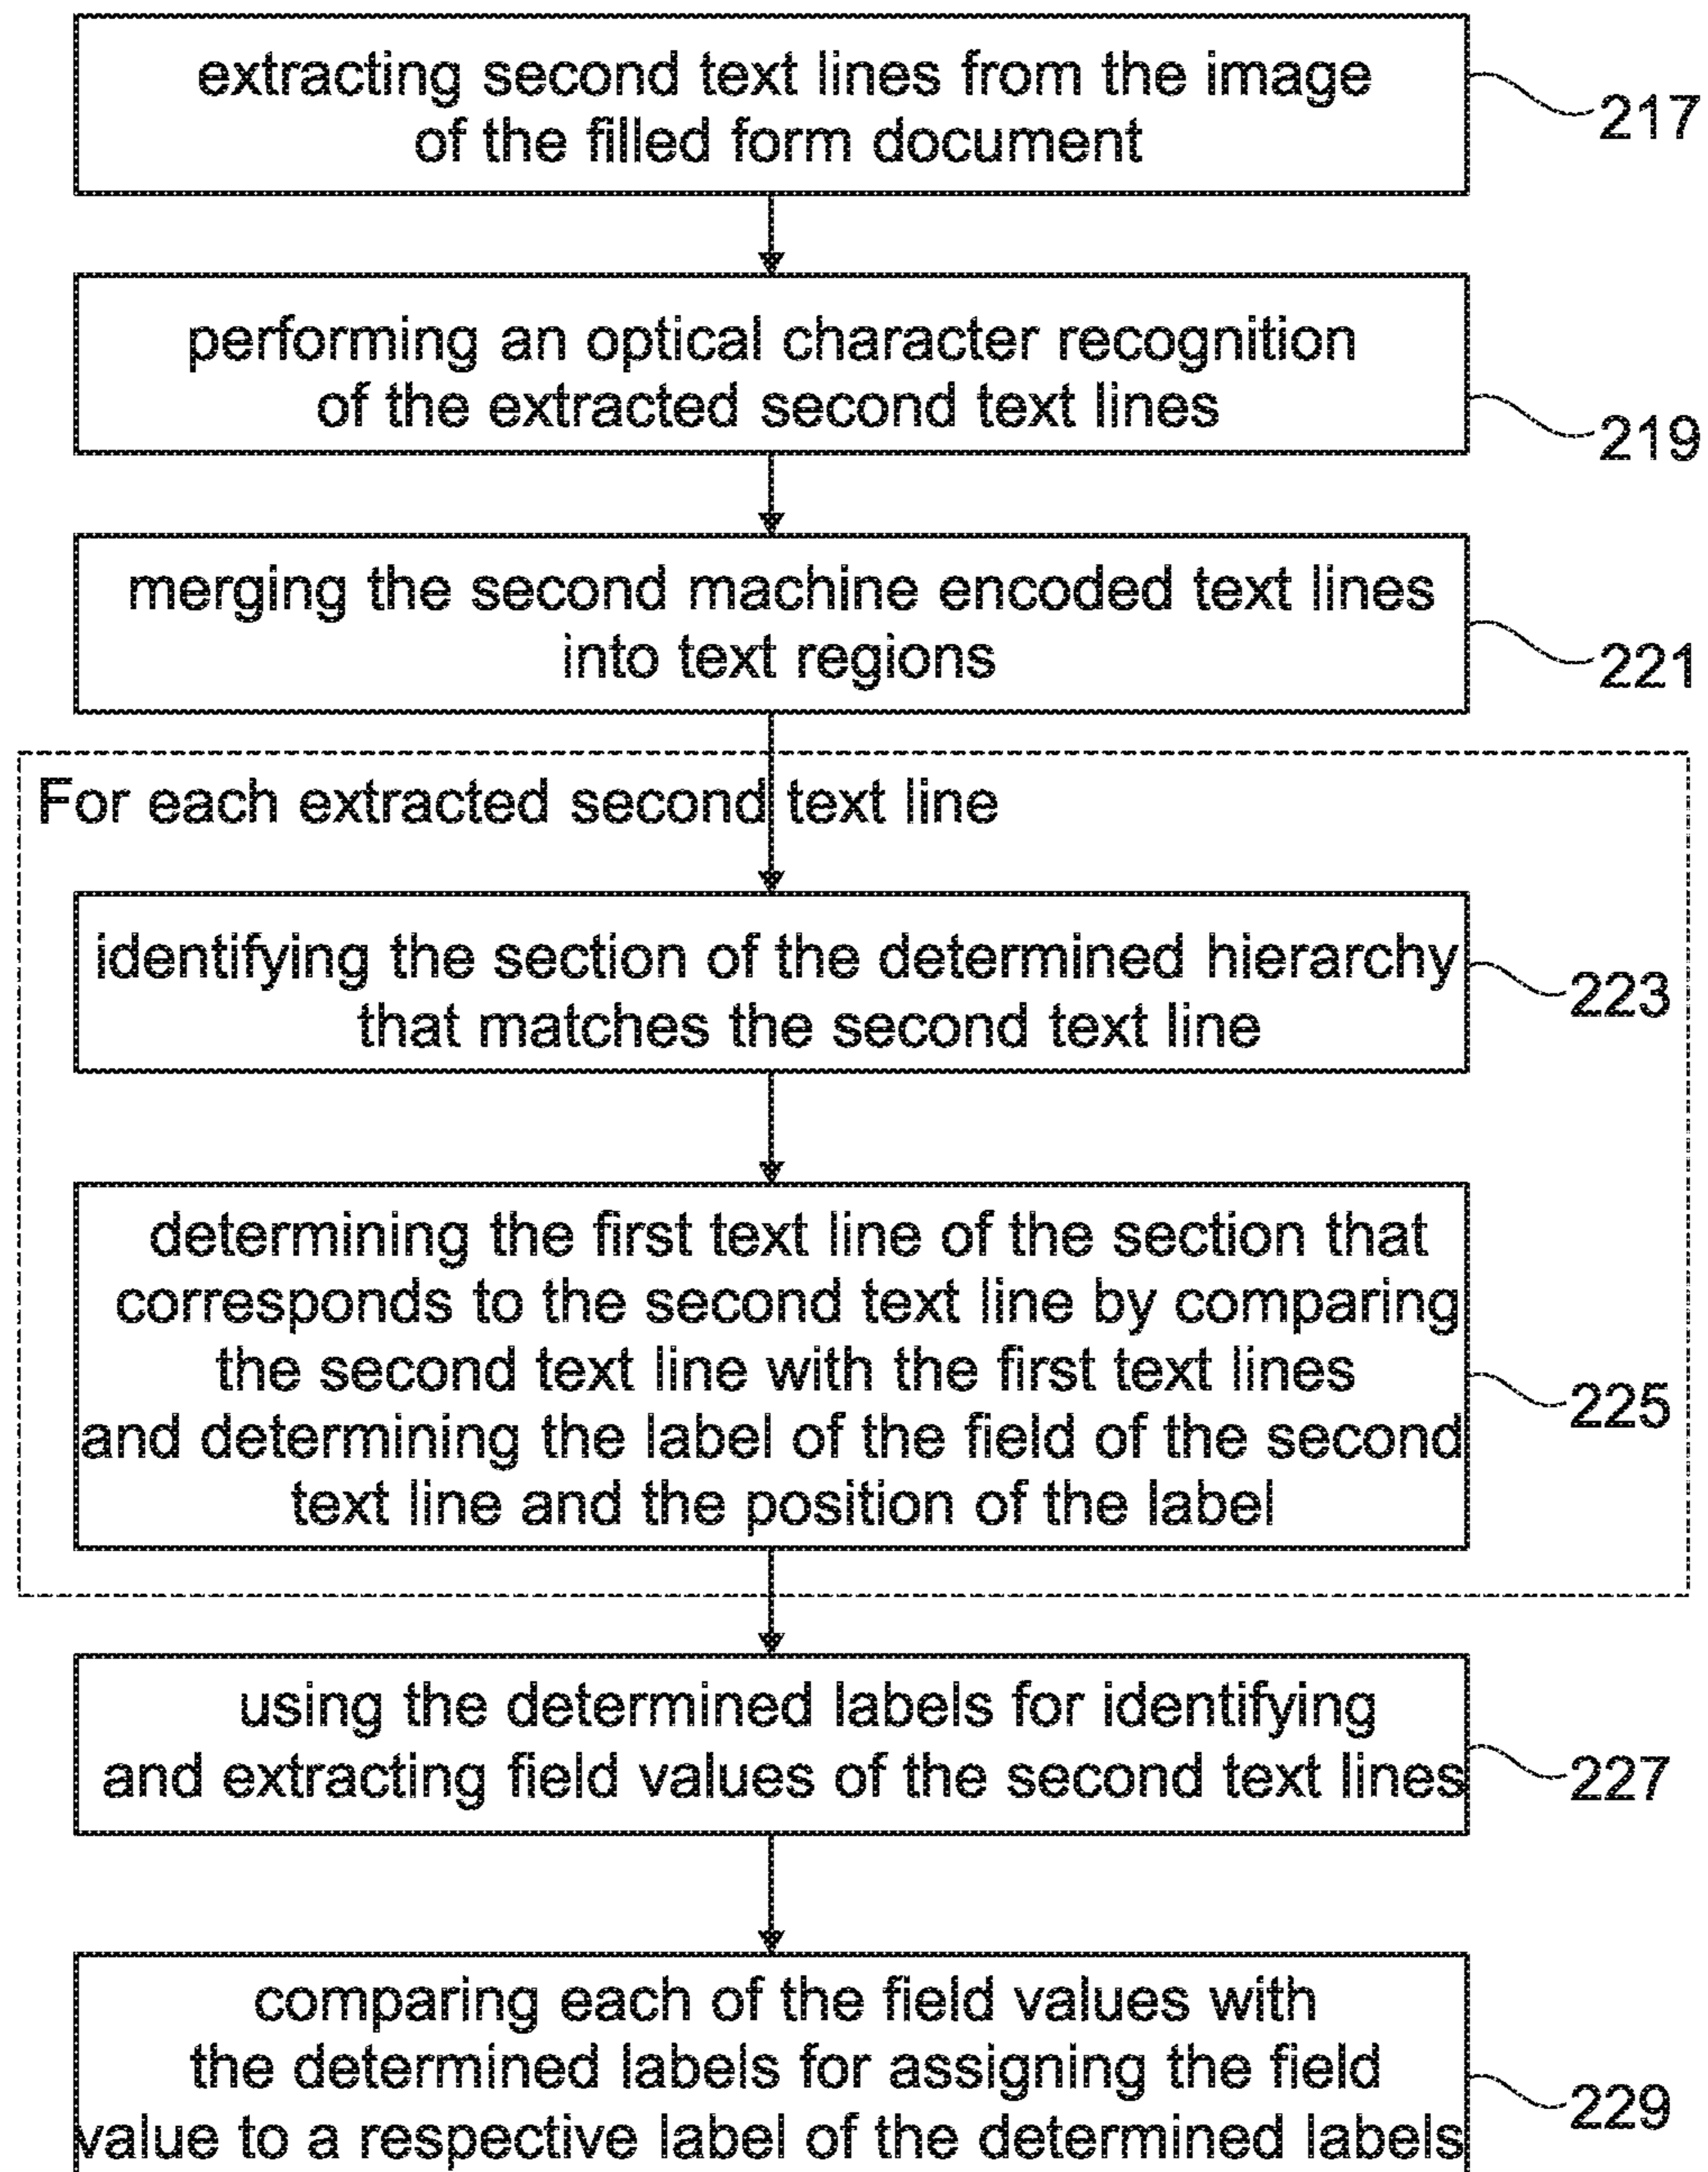 extracting second text lines from the image
of the filled form document
217
performing an optical character recognition
of the extracted second text lines
219
merging the second machine encoded text lines
into text regions
221
For each extracted second text line
identifying the section of the determined hierarchy
that matches the second text line
223
determining the first text line of the section that
corresponds to the second text line by comparing
the second text line with the first text lines
and determining the label of the field of the second
text line and the position of the label
225
using the determined labels for identifying
and extracting field values of the second text lines
227
comparing each of the field values with
the determined labels for assigning the field
value to a respective label of the determined labels
229